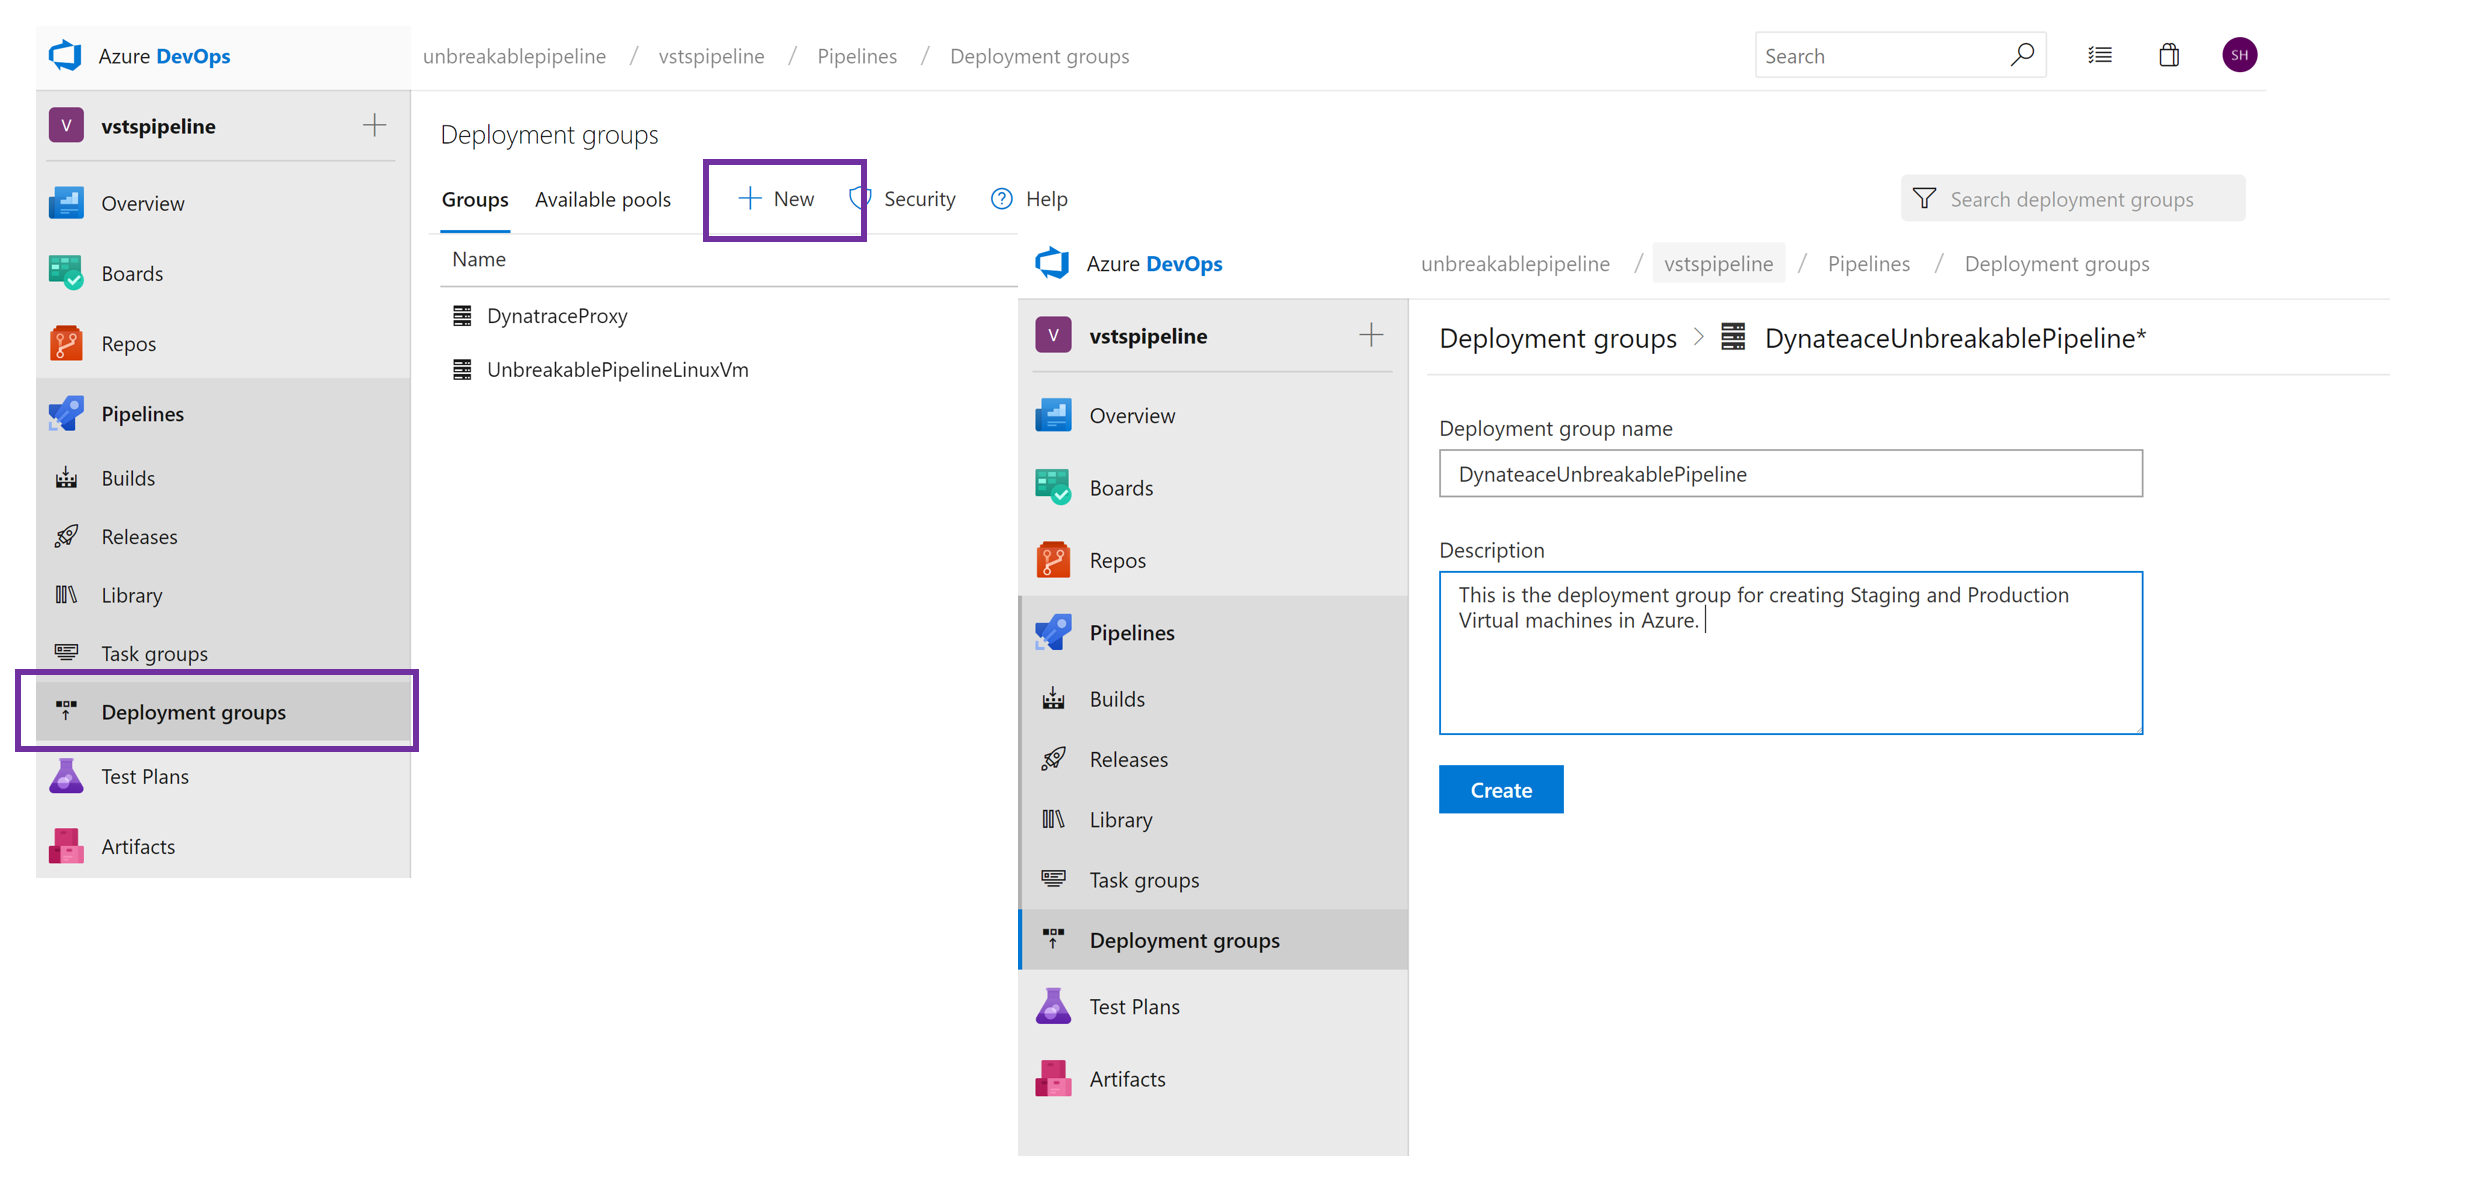 Azure DevOps
unbreakablepipeline / vstspipeline / Pipelines / Deployment groups
Search
SH
V vstspipeline
Overview
Boards
Repos
Pipelines
Builds
Releases
Library
Task groups
Deployment groups
Test Plans
Artifacts
Deployment groups
Groups Available pools + New Security ? Help
Search deployment groups
Name
DynatraceProxy
UnbreakablePipelineLinuxVm
Azure DevOps
unbreakablepipeline / vstspipeline / Pipelines / Deployment groups
V vstspipeline
Overview
Boards
Repos
Pipelines
Builds
Releases
Library
Task groups
Deployment groups
Test Plans
Artifacts
Deployment groups > DynateaceUnbreakablePipeline*
Deployment group name
DynateaceUnbreakablePipeline
Description
This is the deployment group for creating Staging and Production
Virtual machines in Azure.
Create